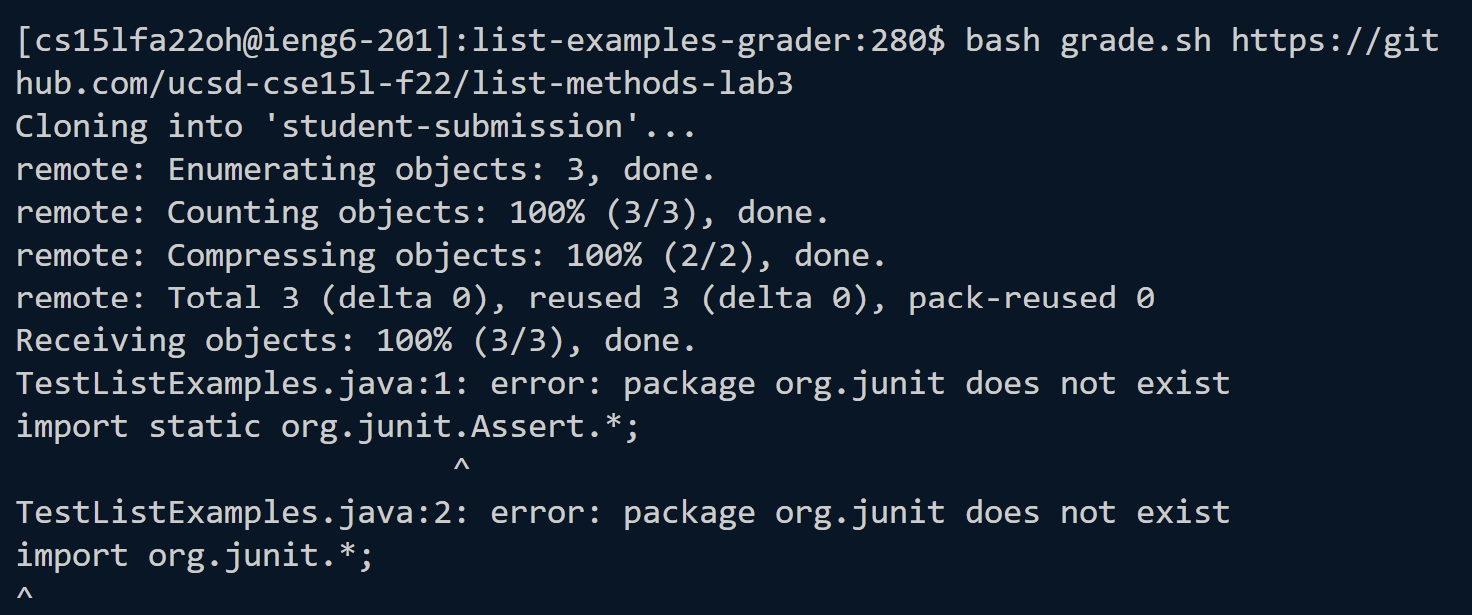 [cs15lfa22oh@ieng6-201]:list-examples-grader:280$ bash grade.sh https://git
hub.com/ucsd-cse15l-f22/list-methods-lab3
Cloning into 'student-submission'...
remote: Enumerating objects: 3, done.
remote: Counting objects: 100% (3/3), done.
remote: Compressing objects: 100% (2/2), done.
remote: Total 3 (delta 0), reused 3 (delta 0), pack-reused 0
Receiving objects: 100% (3/3), done.
TestListExamples.java:1: error: package org.junit does not exist
import static org.junit.Assert.*;
                       ^
TestListExamples.java:2: error: package org.junit does not exist
import org.junit.*;
^